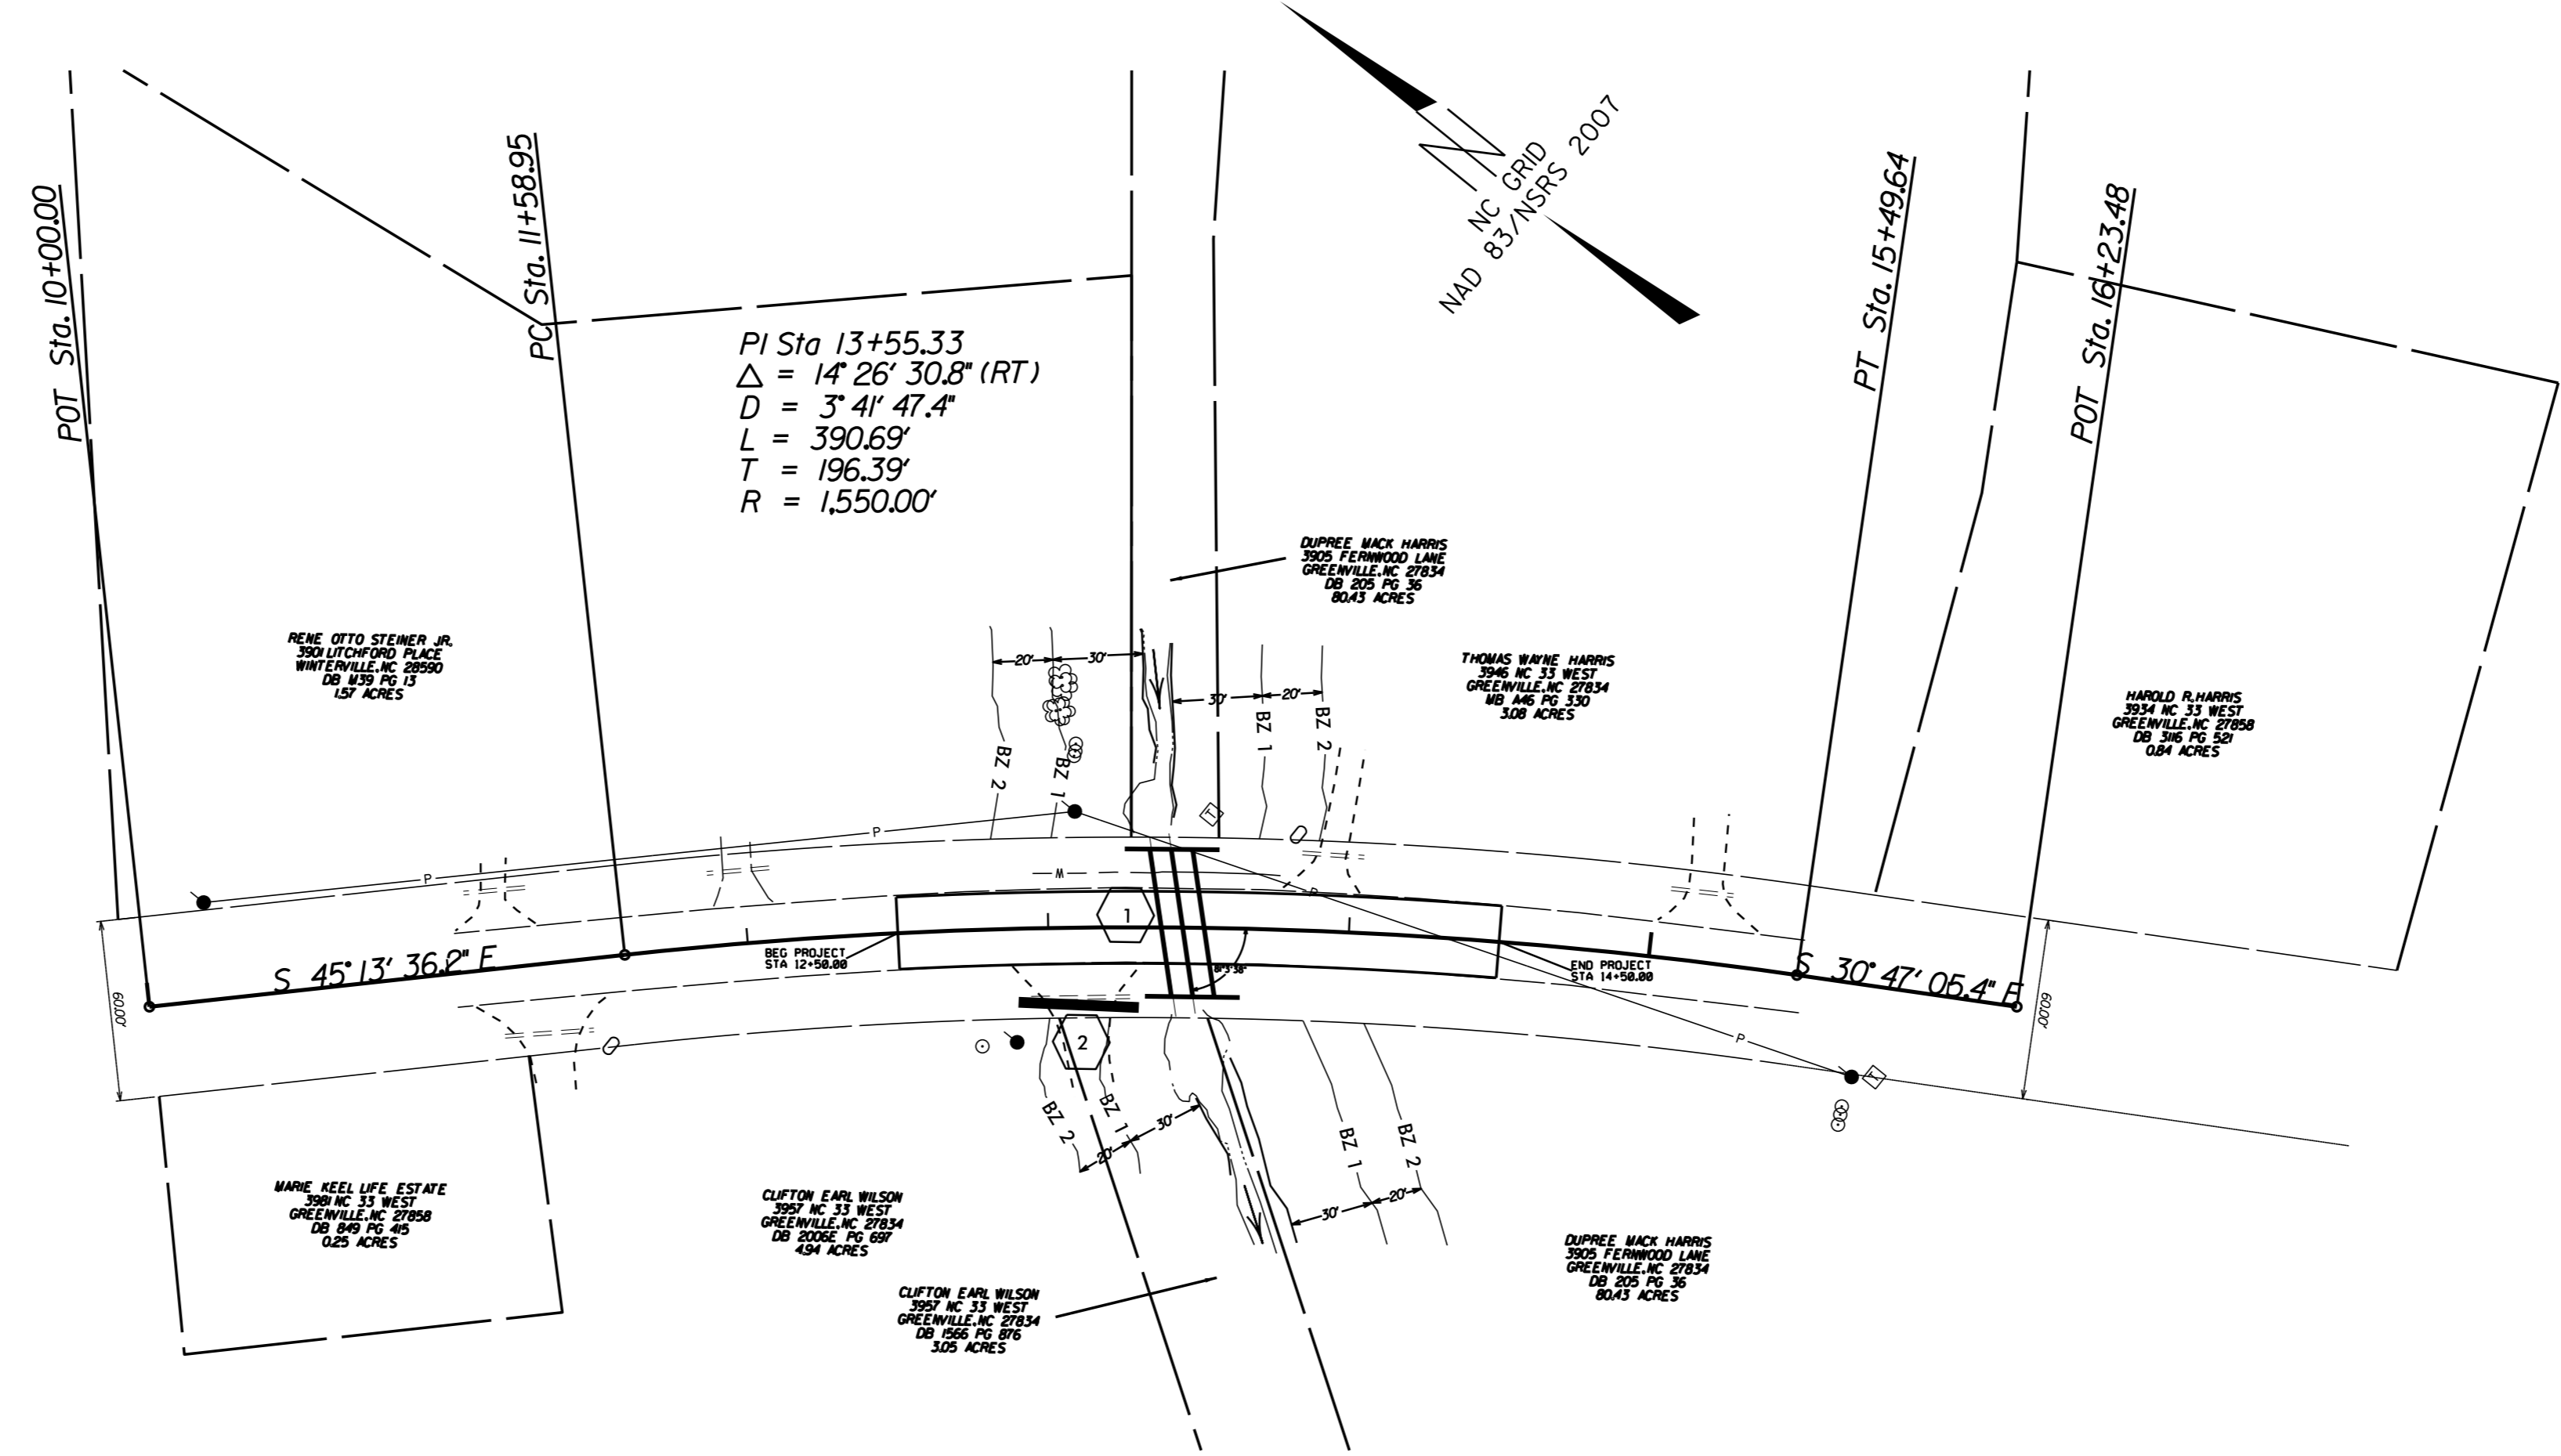 NC GRID
NAD 83/NSRS 2007
POT Sta. 10+00.00
PC Sta. 11+58.95
PT Sta. 15+49.64
POT Sta. 16+23.48
PI Sta 13+55.33
△ = 14° 26' 30.8" (RT)
D = 3° 41' 47.4"
L = 390.69'
T = 196.39'
R = 1,550.00'
DUPREE MACK HARRIS
3905 FERNWOOD LANE
GREENVILLE, NC 27834
DB 205 PG 36
80.43 ACRES
RENE OTTO STEINER JR.
3901 LITCHFORD PLACE
WINTERVILLE, NC 28590
DB M39 PG 13
1.57 ACRES
THOMAS WAYNE HARRIS
3946 NC 33 WEST
GREENVILLE, NC 27834
MB A46 PG 330
3.08 ACRES
HAROLD R. HARRIS
3934 NC 33 WEST
GREENVILLE, NC 27858
DB 3116 PG 521
0.84 ACRES
20' 30'
30' 20'
BZ 2
BZ 1
BZ 1
BZ 2
T
P
P
W
P
1
BEG PROJECT
STA 12+50.00
END PROJECT
STA 14+50.00
S 45° 13' 36.2" E
S 30° 47' 05.4" E
60.00'
60.00'
P
T
2
BZ 2
BZ 1
20'
30'
BZ 1
BZ 2
30'
20'
MARIE KEEL LIFE ESTATE
3981 NC 33 WEST
GREENVILLE, NC 27858
DB 849 PG 415
0.25 ACRES
CLIFTON EARL WILSON
3957 NC 33 WEST
GREENVILLE, NC 27834
DB 2006E PG 697
4.94 ACRES
CLIFTON EARL WILSON
3957 NC 33 WEST
GREENVILLE, NC 27834
DB 1566 PG 876
3.05 ACRES
DUPREE MACK HARRIS
3905 FERNWOOD LANE
GREENVILLE, NC 27834
DB 205 PG 36
80.43 ACRES